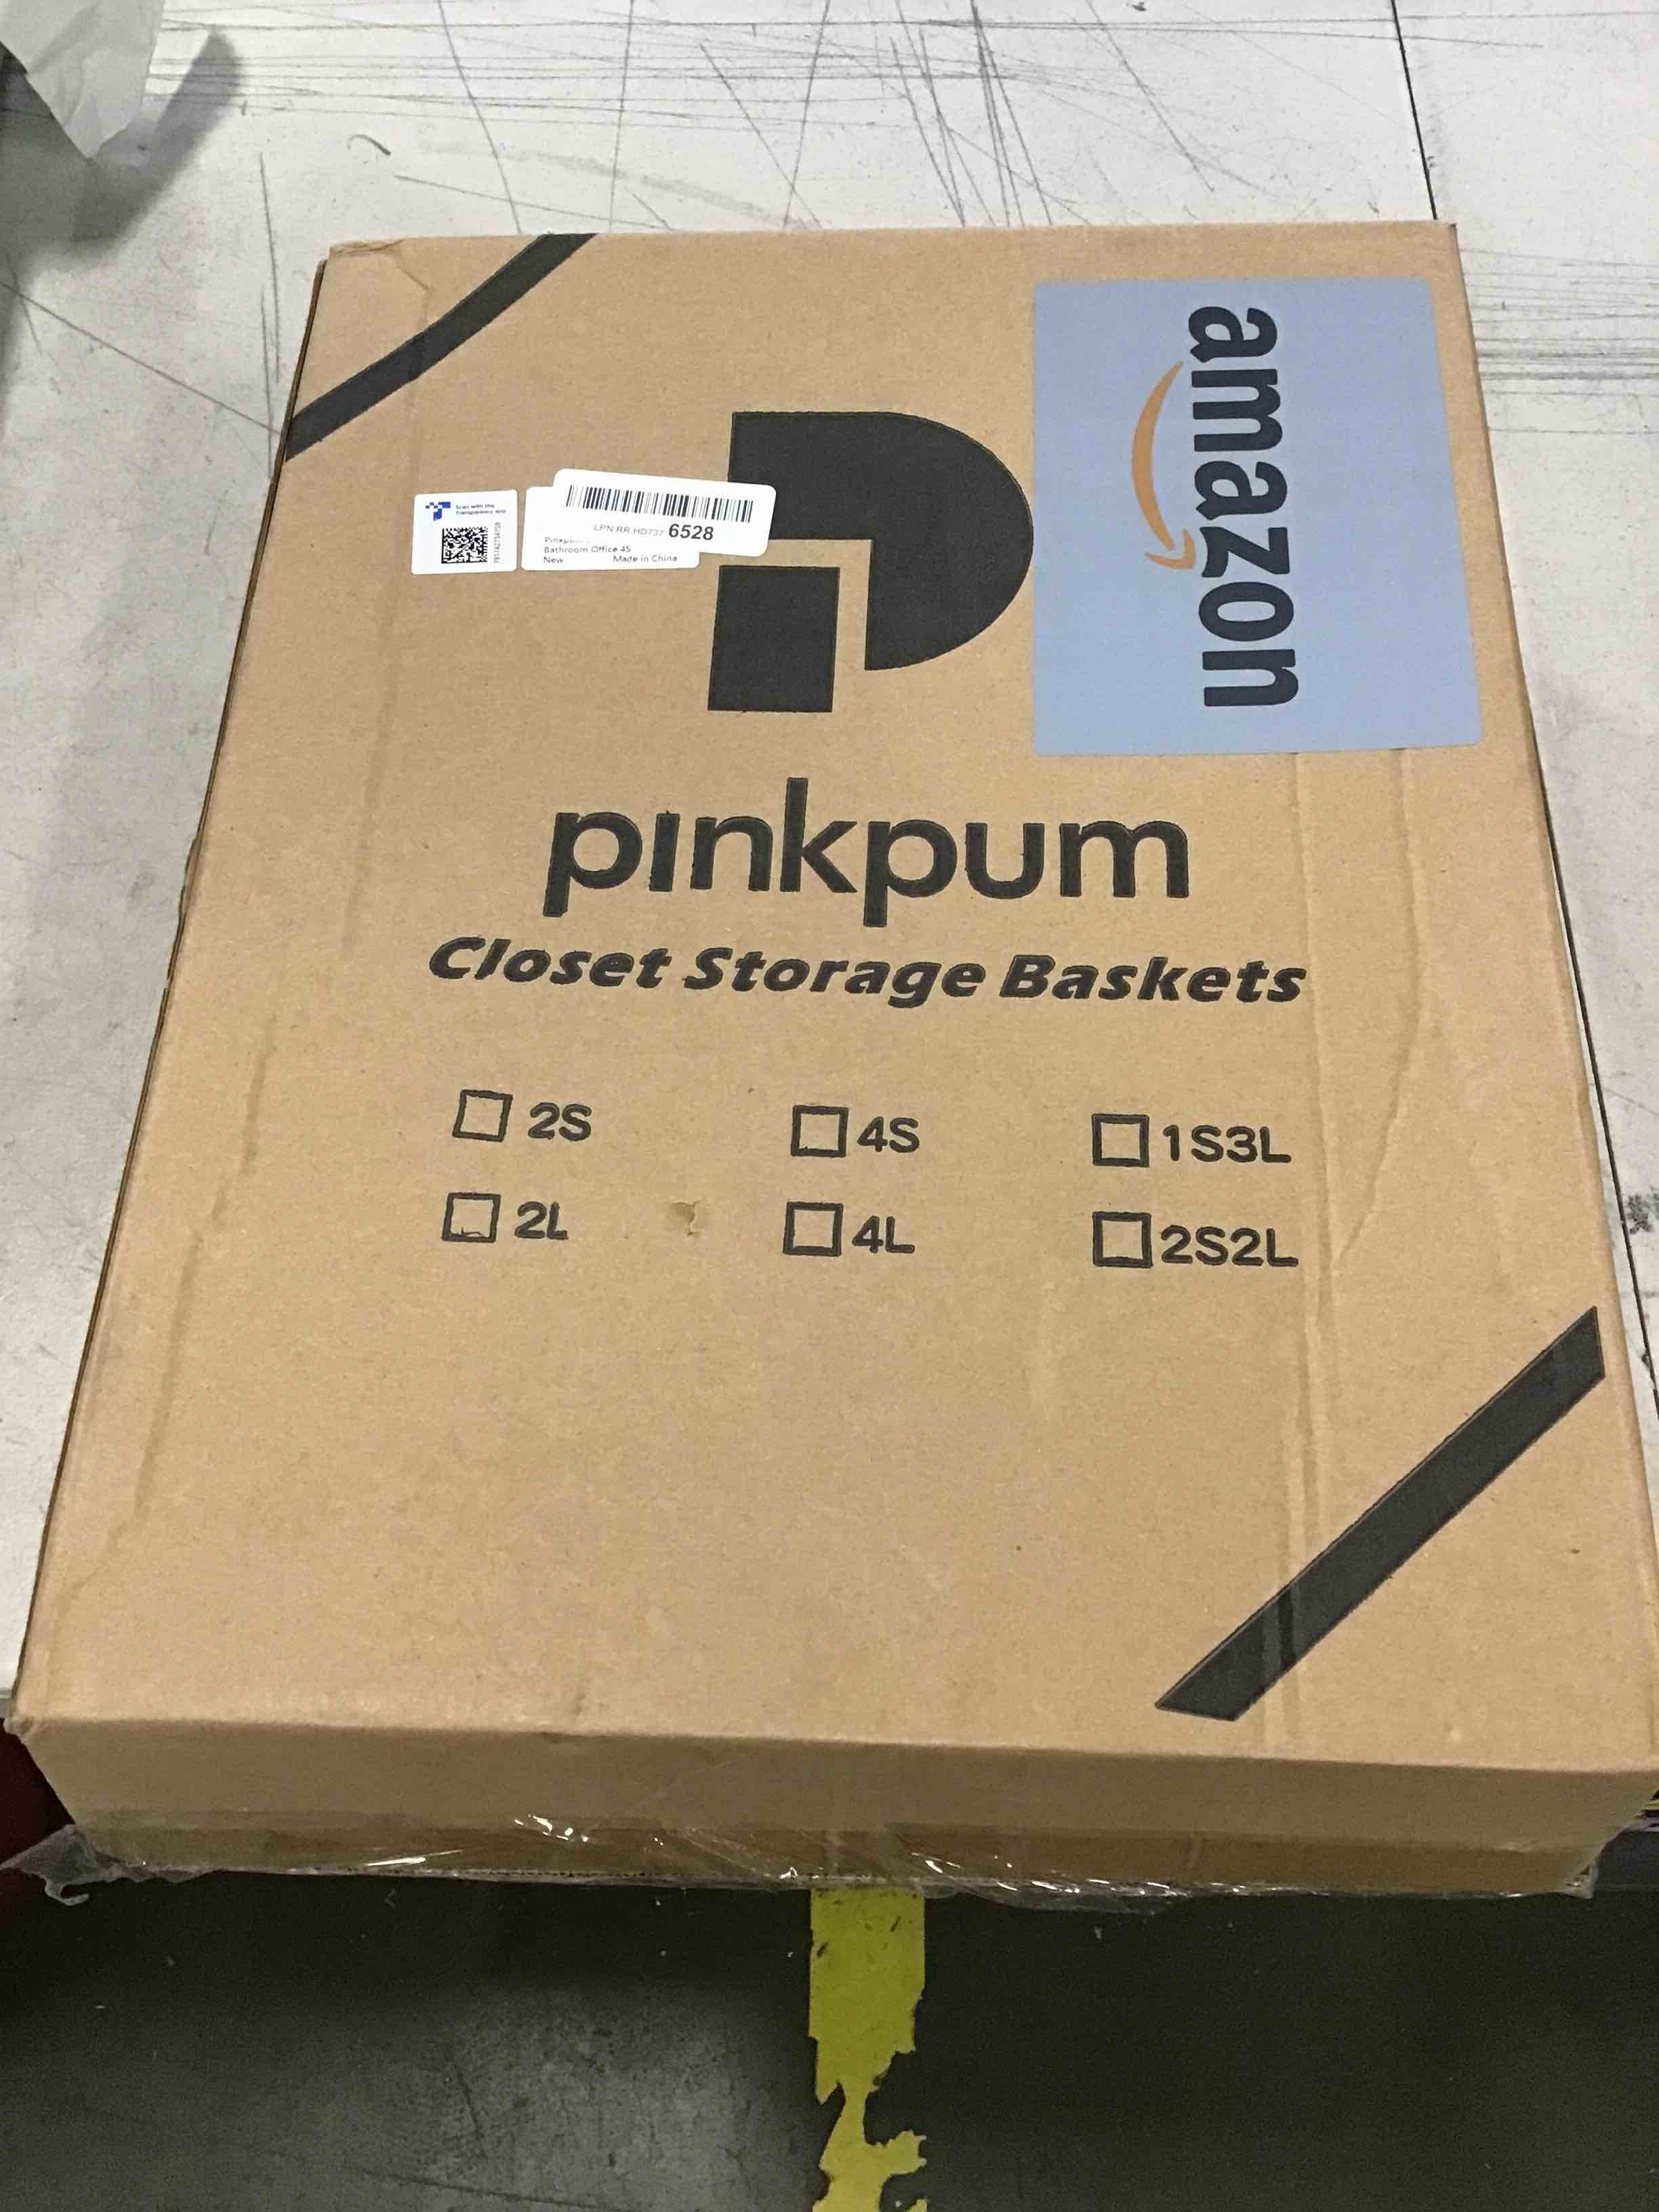 amazon
Scan with the
Transparency app
LPN RR HD737 6528
Bathroom Office 4S
New Made in China
pinkpum
Closet Storage Baskets
2S 4S 1S3L
2L 4L 2S2L